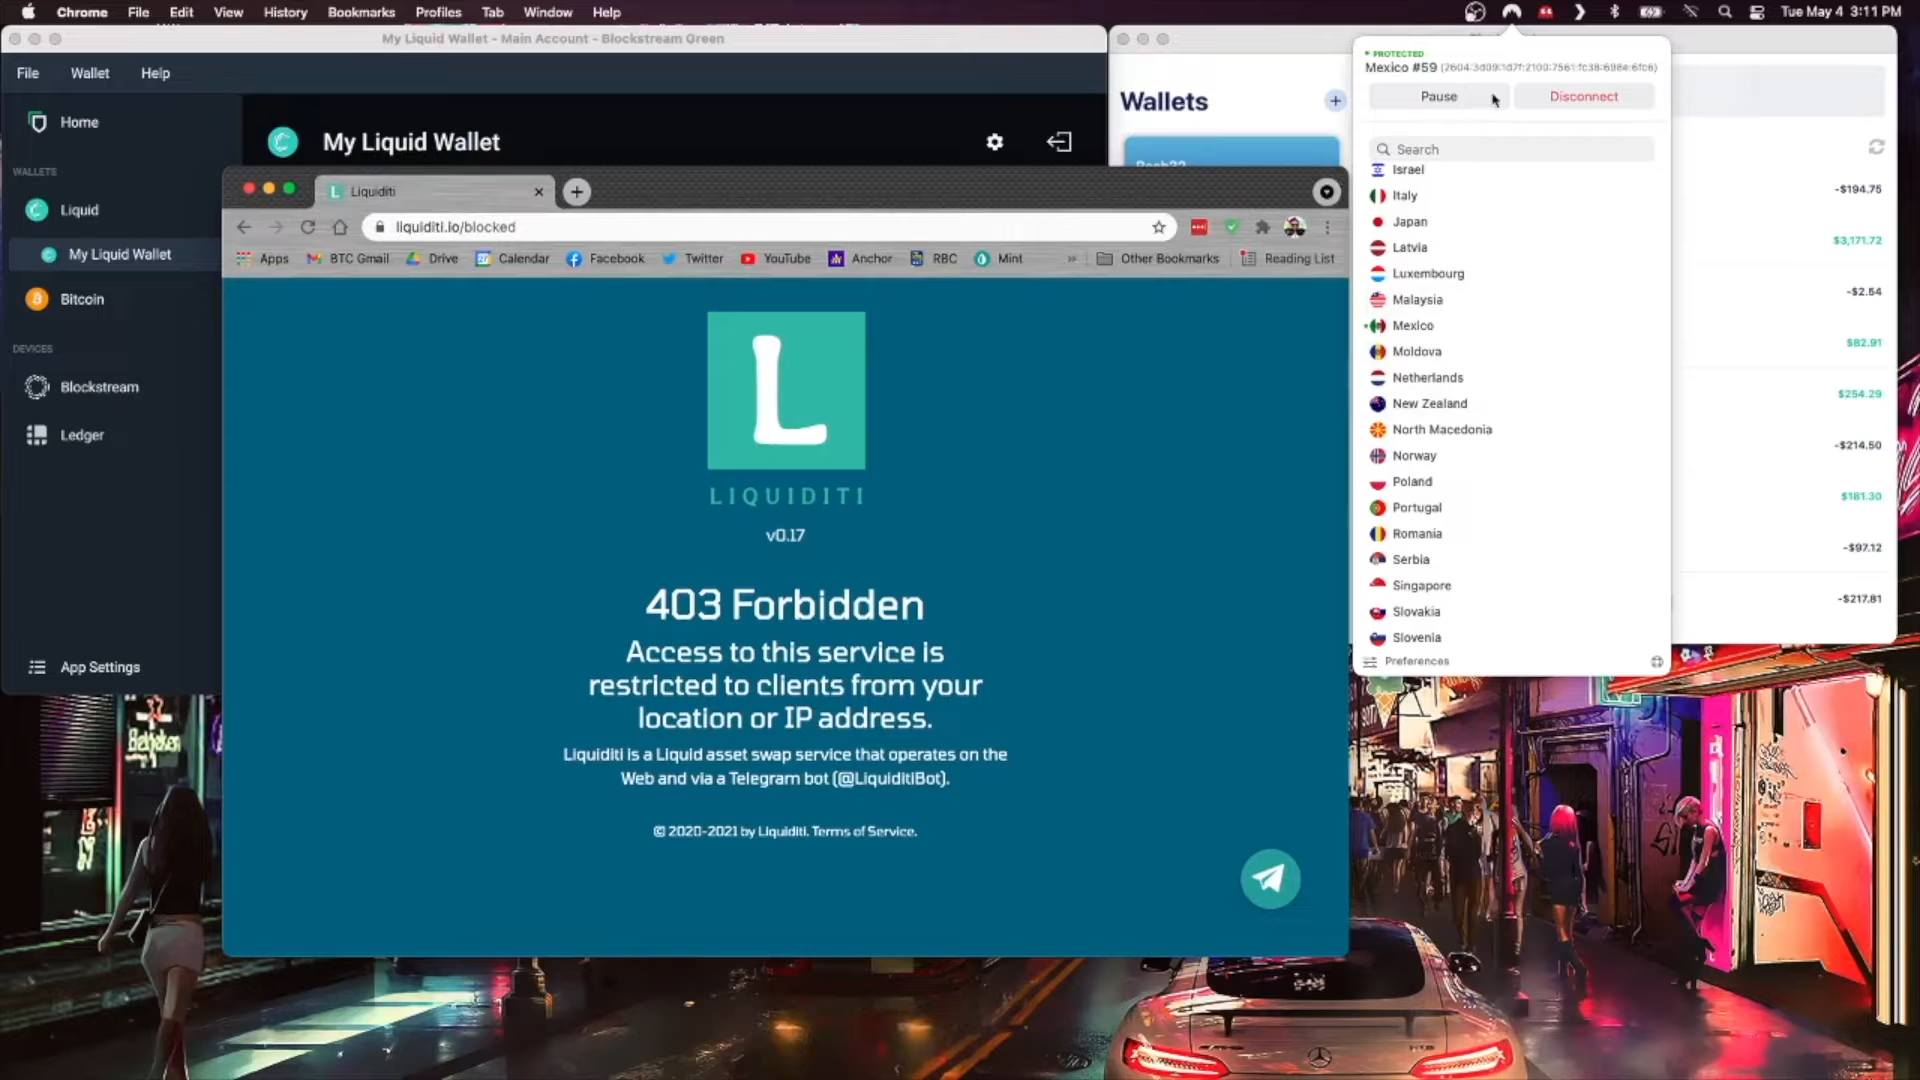 Chrome File Edit View History Bookmarks Profiles Tab Window Help
Tue May 4 3:11 PM
My Liquid Wallet - Main Account - Blockstream Green
File Wallet Help
Home
WALLETS
Liquid
My Liquid Wallet
Bitcoin
DEVICES
Blockstream
Ledger
App Settings
My Liquid Wallet
Liquiditi
liquiditi.io/blocked
Apps BTC Gmail Drive Calendar Facebook Twitter YouTube Anchor RBC Mint » Other Bookmarks Reading List
L
LIQUIDITI
v0.17
403 Forbidden
Access to this service is
restricted to clients from your
location or IP address.
Liquiditi is a Liquid asset swap service that operates on the
Web and via a Telegram bot (@LiquiditiBot).
© 2020-2021 by Liquiditi. Terms of Service.
Wallets
PROTECTED
Mexico #59
Pause Disconnect
Search
Israel
Italy
Japan
Latvia
Luxembourg
Malaysia
Mexico
Moldova
Netherlands
New Zealand
North Macedonia
Norway
Poland
Portugal
Romania
Serbia
Singapore
Slovakia
Slovenia
Preferences
-$194.75
$3,171.72
-$2.54
$82.91
$254.29
-$214.50
$181.30
-$97.12
-$217.81